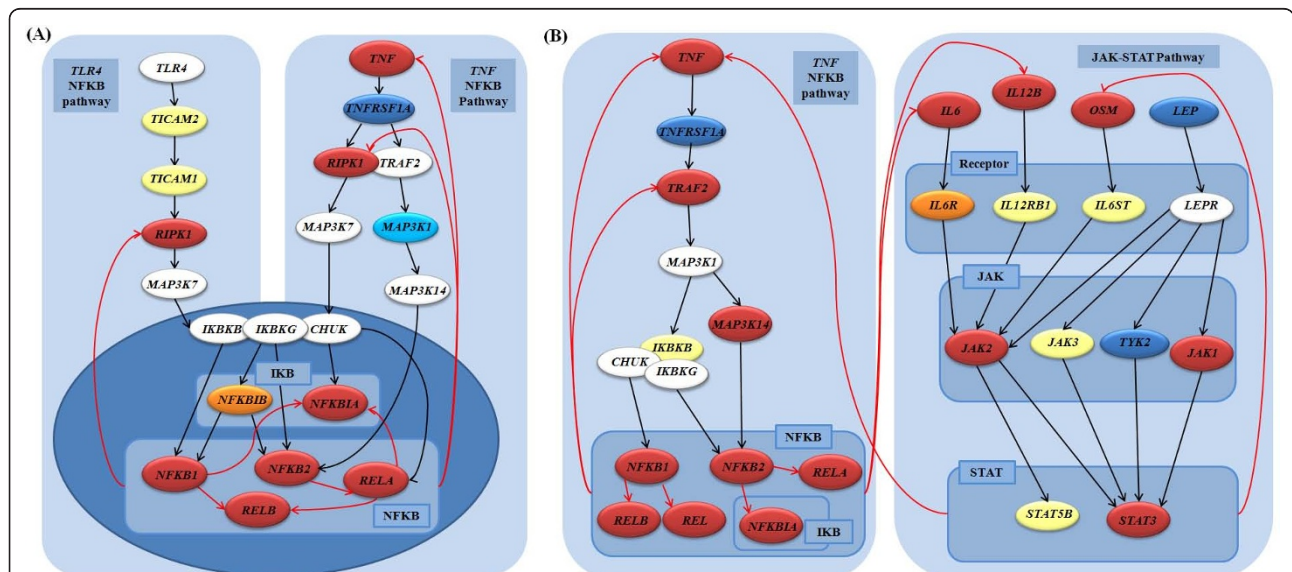 (A)
TLR4
NFKB
pathway
TLR4
TICAM2
TICAM1
RIPK1
MAP3K7
TNF
TNF
NFKB
Pathway
TNFRSF1A
RIPK1
TRAF2
MAP3K7
MAP3K1
MAP3K14
IKBKB
IKBKG
CHUK
IKB
NFKBIB
NFKBIA
NFKB1
NFKB2
RELA
RELB
NFKB
(B)
TNF
TNF
NFKB
pathway
TNFRSF1A
TRAF2
MAP3K1
MAP3K14
IKBKB
CHUK
IKBKG
NFKB
NFKB1
NFKB2
RELA
RELB
REL
NFKBIA
IKB
JAK-STAT Pathway
IL6
IL12B
OSM
LEP
Receptor
IL6R
IL12RB1
IL6ST
LEPR
JAK
JAK2
JAK3
TYK2
JAK1
STAT
STAT5B
STAT3